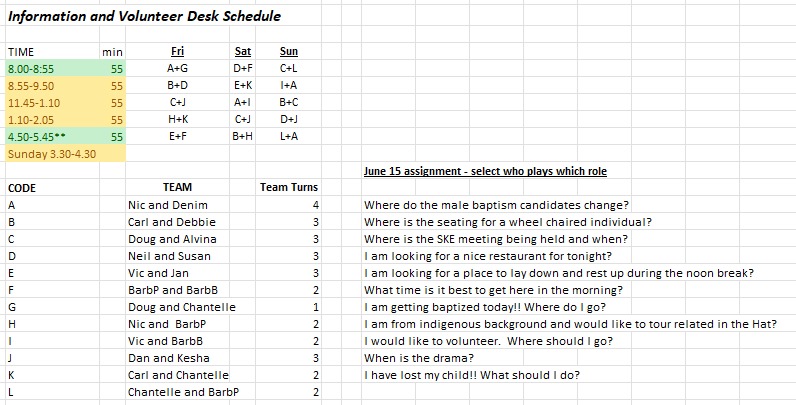 Information and Volunteer Desk Schedule
TIME min Fri Sat Sun
8.00-8:55 55 A+G D+F C+L
8.55-9.50 55 B+D E+K I+A
11.45-1.10 55 C+J A+I B+C
1.10-2.05 55 H+K C+J D+J
4.50-5.45** 55 E+F B+H L+A
Sunday 3.30-4.30
June 15 assignment - select who plays which role
CODE TEAM Team Turns
A Nic and Denim 4 Where do the male baptism candidates change?
B Carl and Debbie 3 Where is the seating for a wheel chaired individual?
C Doug and Alvina 3 Where is the SKE meeting being held and when?
D Neil and Susan 3 I am looking for a nice restaurant for tonight?
E Vic and Jan 3 I am looking for a place to lay down and rest up during the noon break?
F BarbP and BarbB 2 What time is it best to get here in the morning?
G Doug and Chantelle 1 I am getting baptized today!! Where do I go?
H Nic and BarbP 2 I am from indigenous background and would like to tour related in the Hat?
I Vic and BarbB 2 I would like to volunteer. Where should I go?
J Dan and Kesha 3 When is the drama?
K Carl and Chantelle 2 I have lost my child!! What should I do?
L Chantelle and BarbP 2